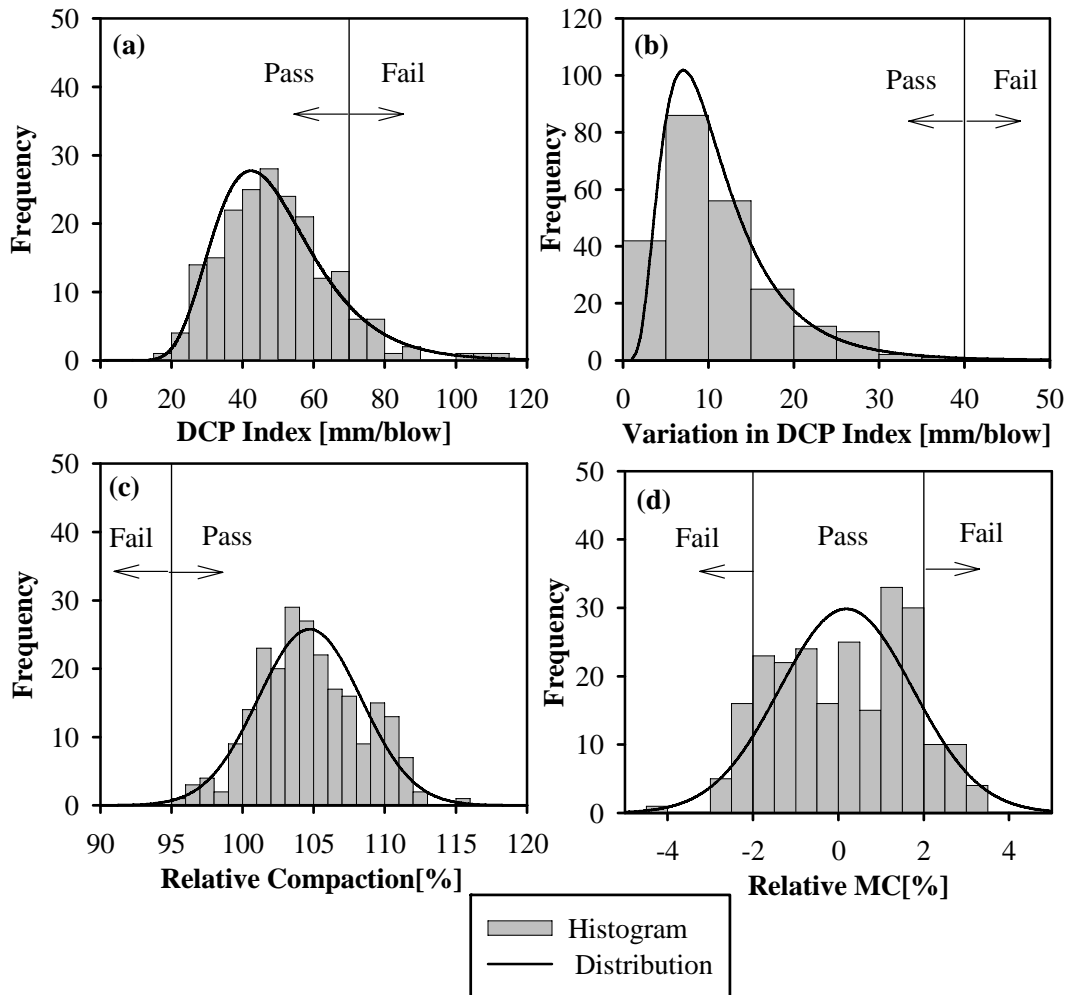 (a)
Pass
Fail
50
40
30
20
10
0
Frequency
0 20 40 60 80 100 120
DCP Index [mm/blow]
(b)
Pass
Fail
120
100
80
60
40
20
0
Frequency
0 10 20 30 40 50
Variation in DCP Index [mm/blow]
(c)
Fail
Pass
50
40
30
20
10
0
Frequency
90 95 100 105 110 115 120
Relative Compaction[%]
(d)
Fail
Pass
Fail
50
40
30
20
10
0
Frequency
-4 -2 0 2 4
Relative MC[%]
Histogram
Distribution